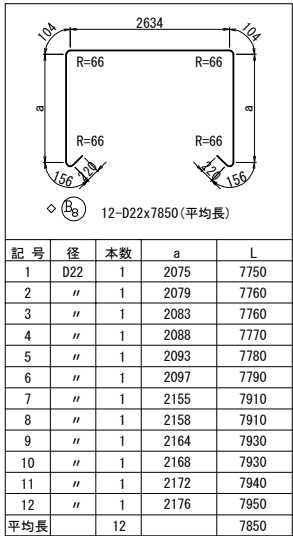 104 2634 104
R=66 R=66
a a
R=66 R=66
156 220 220 156
◇ B8 12-D22x7850(平均長)
記 号 径 本数 a L
1 D22 1 2075 7750
2 〃 1 2079 7760
3 〃 1 2083 7760
4 〃 1 2088 7770
5 〃 1 2093 7780
6 〃 1 2097 7790
7 〃 1 2155 7910
8 〃 1 2158 7910
9 〃 1 2164 7930
10 〃 1 2168 7930
11 〃 1 2172 7940
12 〃 1 2176 7950
平均長 12 7850